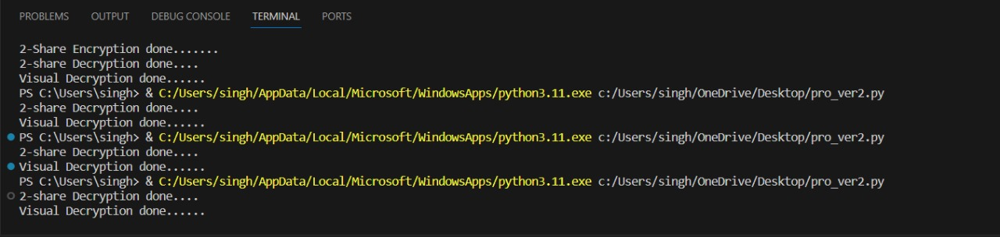 PROBLEMS OUTPUT DEBUG CONSOLE TERMINAL PORTS
2-Share Encryption done.......
2-share Decryption done....
Visual Decryption done......
PS C:\Users\singh> & C:/Users/singh/AppData/Local/Microsoft/WindowsApps/python3.11.exe c:/Users/singh/OneDrive/Desktop/pro_ver2.py
2-share Decryption done....
Visual Decryption done......
PS C:\Users\singh> & C:/Users/singh/AppData/Local/Microsoft/WindowsApps/python3.11.exe c:/Users/singh/OneDrive/Desktop/pro_ver2.py
2-share Decryption done....
Visual Decryption done......
PS C:\Users\singh> & C:/Users/singh/AppData/Local/Microsoft/WindowsApps/python3.11.exe c:/Users/singh/OneDrive/Desktop/pro_ver2.py
2-share Decryption done....
Visual Decryption done......